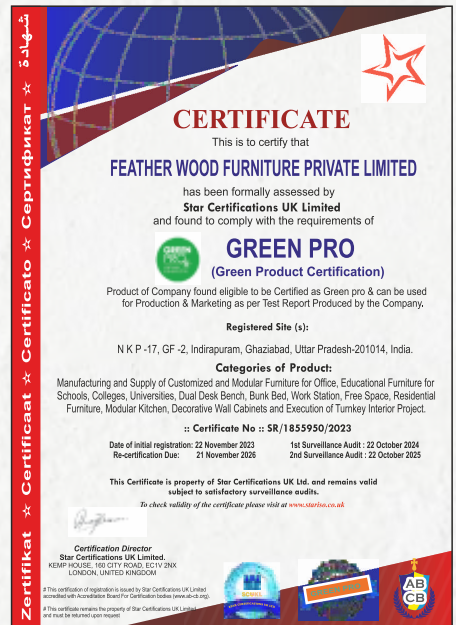 Zertifikat ☆ Certificaat ☆ Certificato ☆ Сертификат ☆ شهادة
CERTIFICATE
This is to certify that
FEATHER WOOD FURNITURE PRIVATE LIMITED
has been formally assessed by
Star Certifications UK Limited
and found to comply with the requirements of
GREEN PRO
GREEN PRO
(Green Product Certification)
Product of Company found eligible to be Certified as Green pro & can be used
for Production & Marketing as per Test Report Produced by the Company.
Registered Site (s):
N K P -17, GF -2, Indirapuram, Ghaziabad, Uttar Pradesh-201014, India.
Categories of Product:
Manufacturing and Supply of Customized and Modular Furniture for Office, Educational Furniture for
Schools, Colleges, Universities, Dual Desk Bench, Bunk Bed, Work Station, Free Space, Residential
Furniture, Modular Kitchen, Decorative Wall Cabinets and Execution of Turnkey Interior Project.
:: Certificate No :: SR/1855950/2023
Date of initial registration: 22 November 2023 1st Surveillance Audit : 22 October 2024
Re-certification Due: 21 November 2026 2nd Surveillance Audit : 22 October 2025
This Certificate is property of Star Certifications UK Ltd. and remains valid
subject to satisfactory surveillance audits.
To check validity of the certificate please visit at www.stariso.co.uk
Certification Director
Star Certifications UK Limited.
KEMP HOUSE, 160 CITY ROAD, EC1V 2NX
LONDON, UNITED KINGDOM
# This certification of registration is issued by Star Certifications UK Limited
accredited with Accreditation Board For Certification bodies (www.ab-cb.org).
# This certificate remains the property of Star Certifications UK Limited
and must be returned upon request
AB
CB